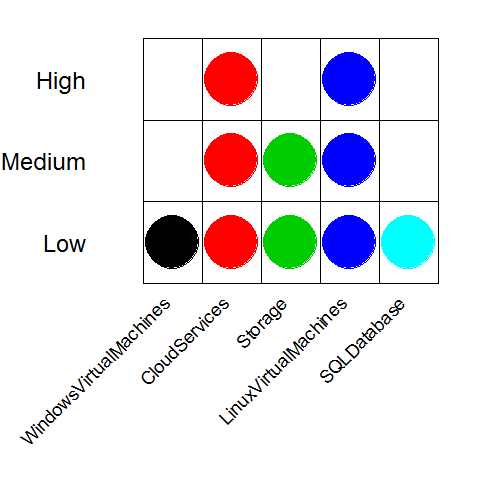 High
Medium
Low
WindowsVirtualMachines
CloudServices
Storage
LinuxVirtualMachines
SQLDatabase